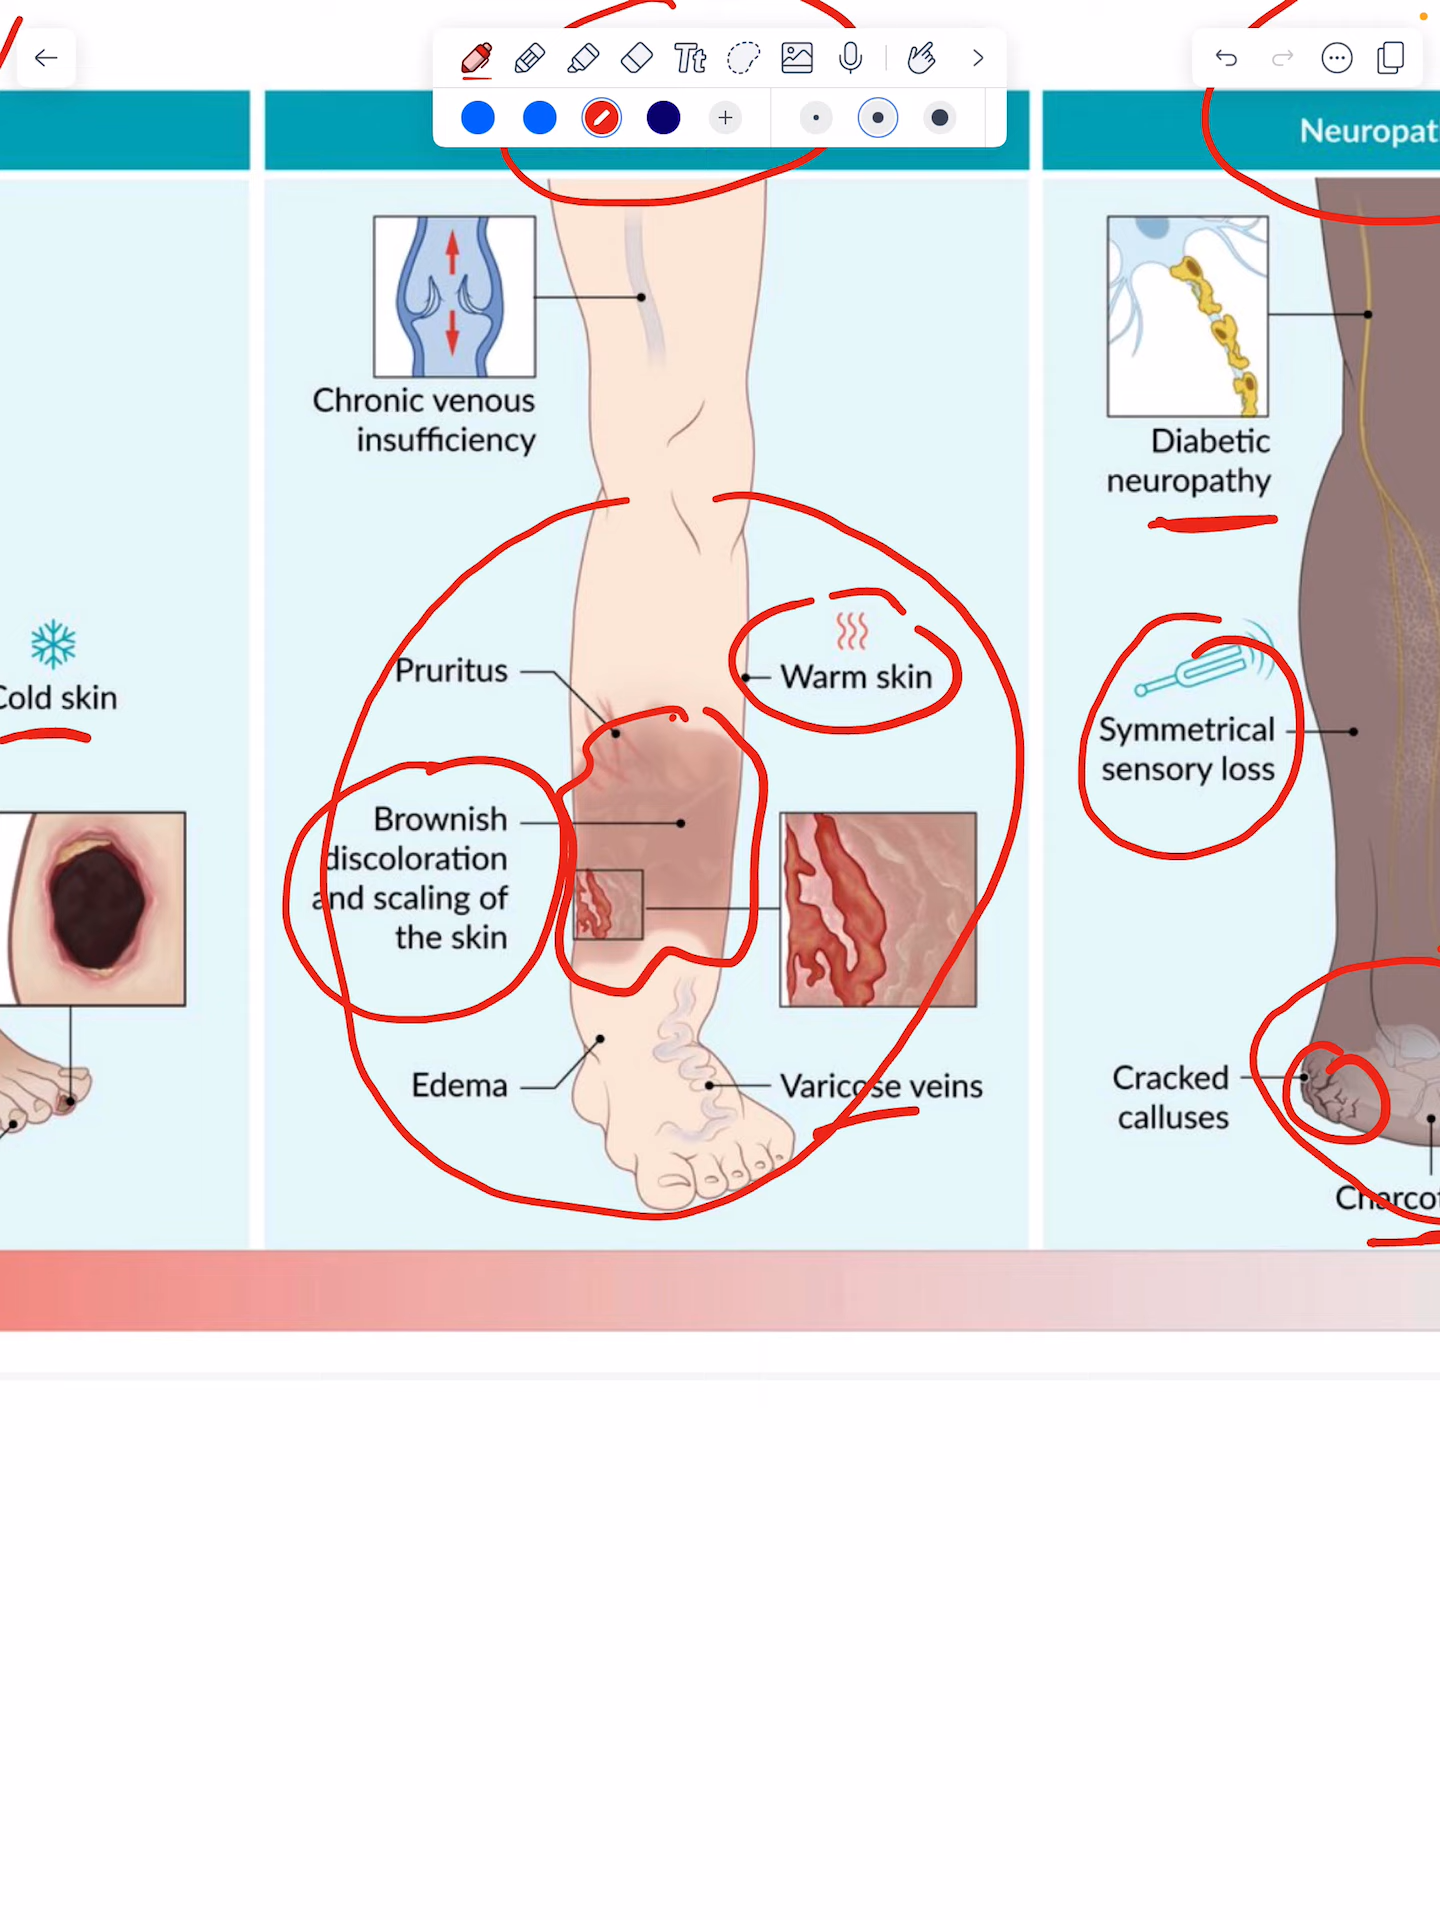 Tt
Neuropat
Chronic venous
insufficiency
Diabetic
neuropathy
Cold skin
Pruritus
Warm skin
Symmetrical
sensory loss
Brownish
discoloration
and scaling of
the skin
Edema
Varicose veins
Cracked
calluses
Charcot